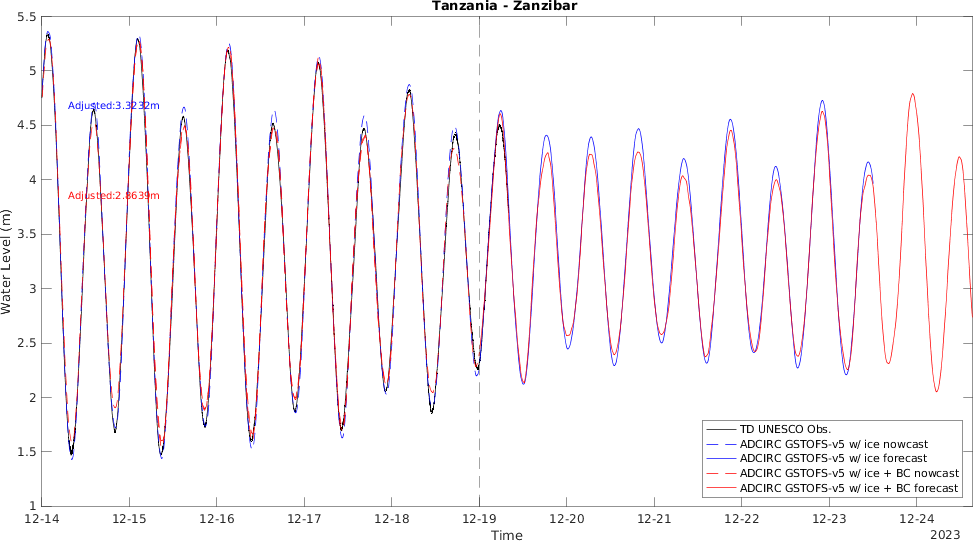 Tanzania - Zanzibar
5.5
5
4.5
4
3.5
3
2.5
2
1.5
1
Water Level (m)
Adjusted:3.3232m
Adjusted:2.8639m
TD UNESCO Obs.
ADCIRC GSTOFS-v5 w/ ice nowcast
ADCIRC GSTOFS-v5 w/ ice forecast
ADCIRC GSTOFS-v5 w/ ice + BC nowcast
ADCIRC GSTOFS-v5 w/ ice + BC forecast
12-14 12-15 12-16 12-17 12-18 12-19 12-20 12-21 12-22 12-23 12-24
Time
2023